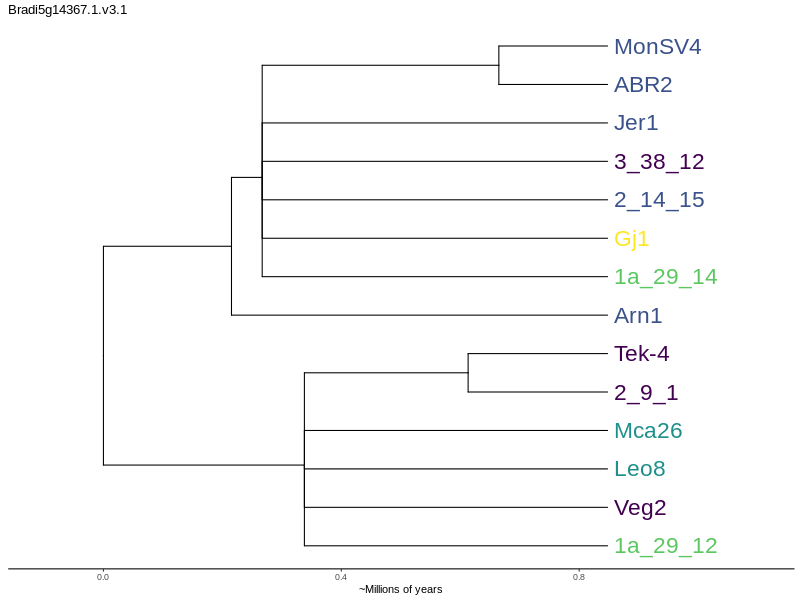 Bradi5g14367.1.v3.1
MonSV4
ABR2
Jer1
3_38_12
2_14_15
Gj1
1a_29_14
Arn1
Tek-4
2_9_1
Mca26
Leo8
Veg2
1a_29_12
0.0 0.4 0.8
~Millions of years